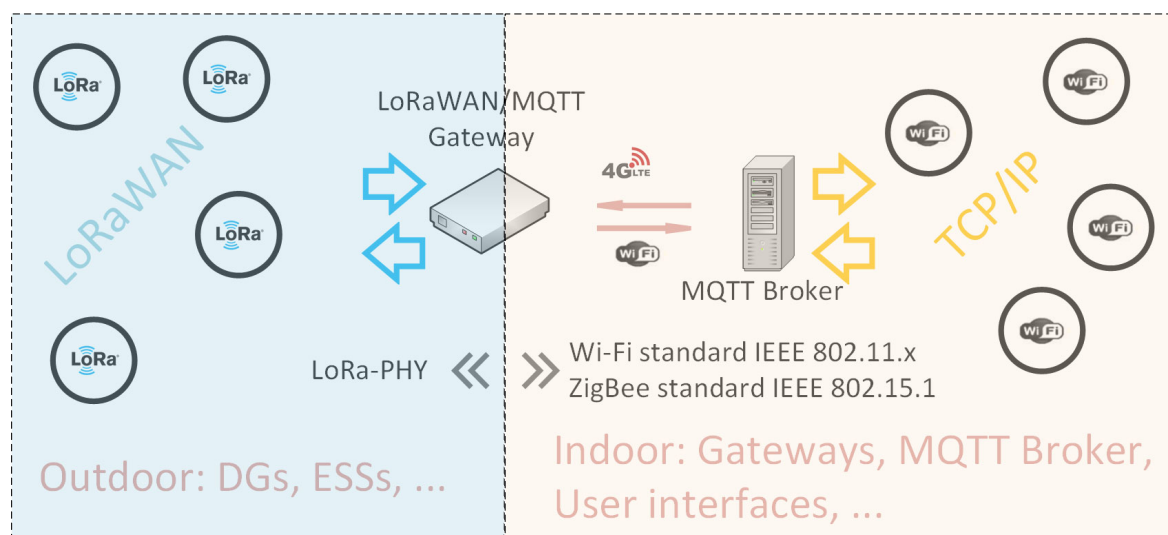 LoRa
LoRa
LoRaWAN
LoRa
LoRa
LoRa-PHY
Outdoor: DGs, ESSs, ...
LoRaWAN/MQTT
Gateway
4G LTE
Wi Fi
MQTT Broker
Wi-Fi standard IEEE 802.11.x
ZigBee standard IEEE 802.15.1
Wi Fi
Wi Fi
TCP/IP
Wi Fi
Wi Fi
Indoor: Gateways, MQTT Broker,
User interfaces, ...